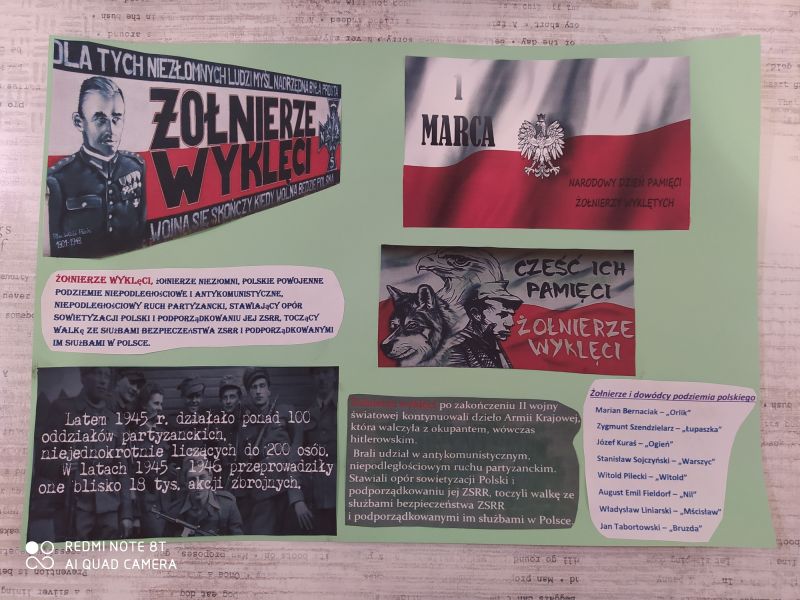 DLA TYCH NIEZŁOMNYCH LUDZI MYŚL NADRZĘDNĄ BYŁA PROSTA
ŻOŁNIERZE
WYKLĘCI
WOJNA SIĘ SKOŃCZY KIEDY WOLNA BĘDZIE POLSKA
1901-1948
1
MARCA
NARODOWY DZIEŃ PAMIĘCI
ŻOŁNIERZY WYKLĘTYCH
ŻOŁNIERZE WYKLĘCI, ŻOŁNIERZE NIEZŁOMNI, POLSKIE POWOJENNE
PODZIEMIE NIEPODLEGŁOŚCIOWE I ANTYKOMUNISTYCZNE,
NIEPODLEGŁOŚCIOWY RUCH PARTYZANCKI, STAWIAJĄCY OPÓR
SOWIETYZACJI POLSKI I PODPORZĄDKOWANIU JEJ ZSRR, TOCZĄCY
WALKĘ ZE SŁUŻBAMI BEZPIECZEŃSTWA ZSRR I PODPORZĄDKOWANYMI
IM SŁUŻBAMI W POLSCE.
CZEŚĆ ICH
PAMIĘCI
ŻOŁNIERZE
WYKLĘCI
Latem 1945 r. działało ponad 100
oddziałów partyzanckich,
niejednokrotnie liczących do 200 osób.
W latach 1945 - 1946 przeprowadziły
one blisko 18 tys. akcji zbrojnych.
Żołnierze wyklęci po zakończeniu II wojny
światowej kontynuowali dzieło Armii Krajowej,
która walczyła z okupantem, wówczas
hitlerowskim.
Brali udział w antykomunistycznym,
niepodległościowym ruchu partyzanckim.
Stawiali opór sowietyzacji Polski i
podporządkowaniu jej ZSRR, toczyli walkę ze
służbami bezpieczeństwa ZSRR
i podporządkowanymi im służbami w Polsce.
Żołnierze i dowódcy podziemia polskiego
Marian Bernaciak – „Orlik”
Zygmunt Szendzielarz – „Łupaszka”
Józef Kuraś – „Ogień”
Stanisław Sojczyński – „Warszyc”
Witold Pilecki – „Witold”
August Emil Fieldorf – „Nil”
Władysław Liniarski – „Mścisław”
Jan Tabortowski – „Bruzda”
REDMI NOTE 8T
AI QUAD CAMERA